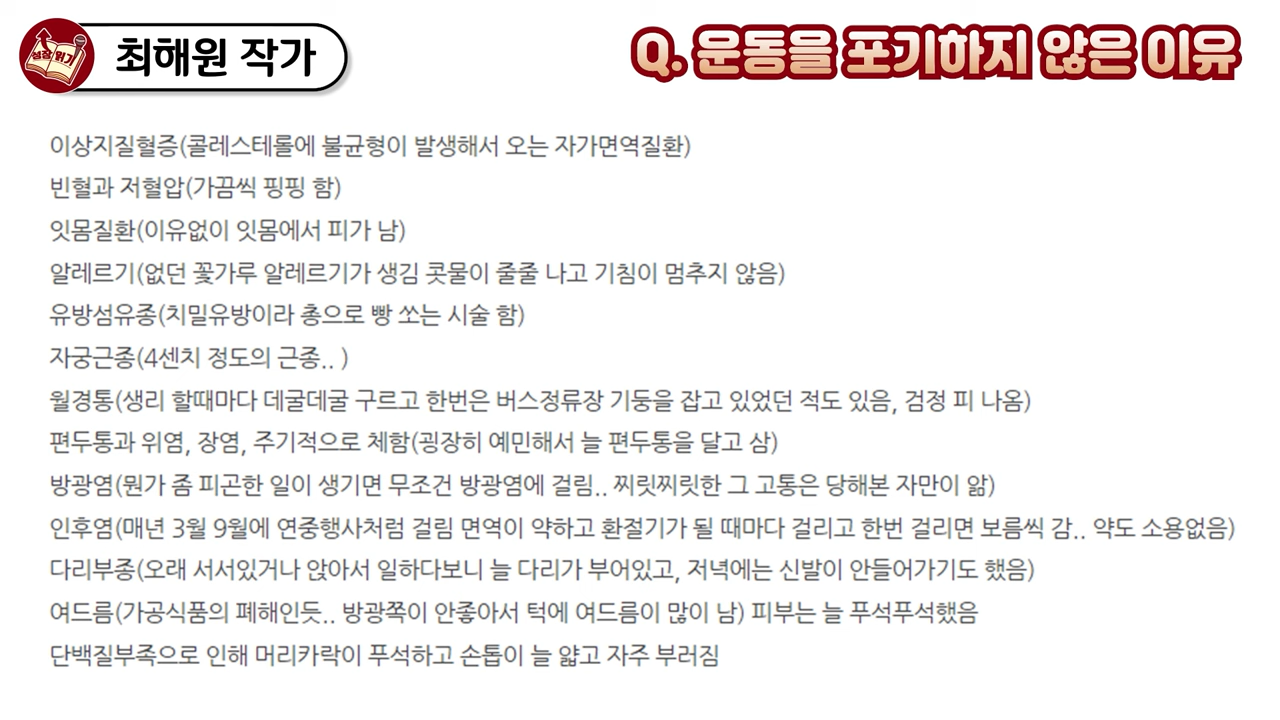 성장읽기
최해원 작가
Q. 운동을 포기하지 않은 이유
이상지질혈증(콜레스테롤에 불균형이 발생해서 오는 자가면역질환)
빈혈과 저혈압(가끔씩 핑핑 함)
잇몸질환(이유없이 잇몸에서 피가 남)
알레르기(없던 꽃가루 알레르기가 생김 콧물이 줄줄 나고 기침이 멈추지 않음)
유방섬유종(치밀유방이라 총으로 빵 쏘는 시술 함)
자궁근종(4센치 정도의 근종.. )
월경통(생리 할때마다 데굴데굴 구르고 한번은 버스정류장 기둥을 잡고 있었던 적도 있음, 검정 피 나옴)
편두통과 위염, 장염, 주기적으로 체함(굉장히 예민해서 늘 편두통을 달고 삼)
방광염(뭔가 좀 피곤한 일이 생기면 무조건 방광염에 걸림.. 찌릿찌릿한 그 고통은 당해본 자만이 앎)
인후염(매년 3월 9월에 연중행사처럼 걸림 면역이 약하고 환절기가 될 때마다 걸리고 한번 걸리면 보름씩 감.. 약도 소용없음)
다리부종(오래 서서있거나 앉아서 일하다보니 늘 다리가 부어있고, 저녁에는 신발이 안들어가기도 했음)
여드름(가공식품의 폐해인듯.. 방광쪽이 안좋아서 턱에 여드름이 많이 남) 피부는 늘 푸석푸석했음
단백질부족으로 인해 머리카락이 푸석하고 손톱이 늘 얇고 자주 부러짐